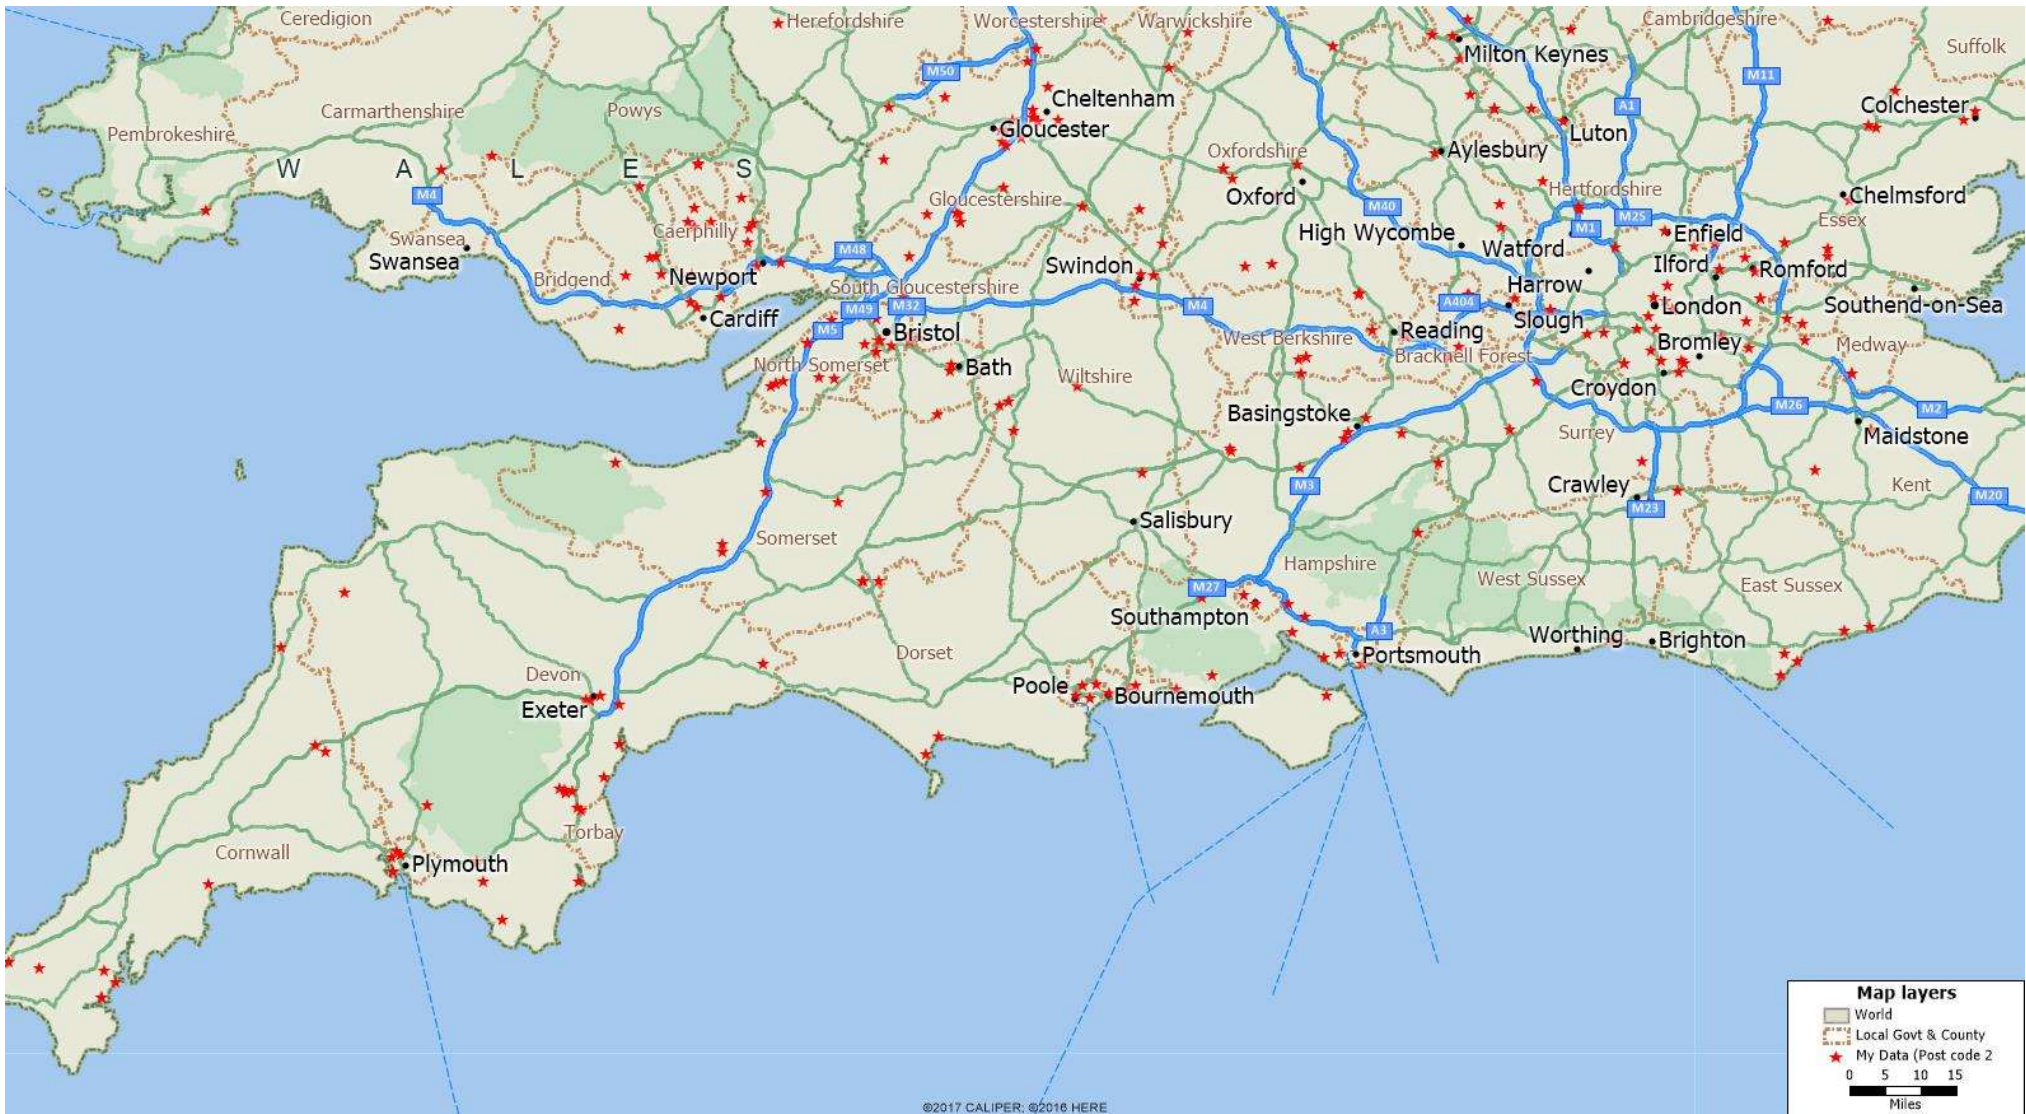 Ceredigion
Herefordshire
Worcestershire
Warwickshire
Cambridgeshire
Suffolk
Milton Keynes
M50
M11
Cheltenham
Colchester
A1
Carmarthenshire
Powys
Gloucester
Luton
Pembrokeshire
Oxfordshire
Aylesbury
W A L E S
Hertfordshire
Chelmsford
M4
Oxford
Gloucestershire
M40
M25
Essex
Caerphilly
High Wycombe
M1
Enfield
Swansea
Watford
M48
Swansea
Swindon
Ilford
Romford
Bridgend
Newport
South Gloucestershire
Harrow
A404
London
Southend-on-Sea
M49
M32
M4
Cardiff
Slough
M5
Bristol
Reading
West Berkshire
Bromley
Medway
Bracknell Forest
North Somerset
Bath
Wiltshire
Croydon
M26
M2
Basingstoke
Surrey
Maidstone
M3
Crawley
Kent
M20
M23
Salisbury
Somerset
Hampshire
West Sussex
East Sussex
M27
Southampton
A3
Worthing
Brighton
Dorset
Portsmouth
Devon
Poole
Bournemouth
Exeter
Torbay
Cornwall
Plymouth
Map layers
World
Local Govt & County
My Data (Post code 2
0 5 10 15
Miles
©2017 CALIPER; ©2016 HERE